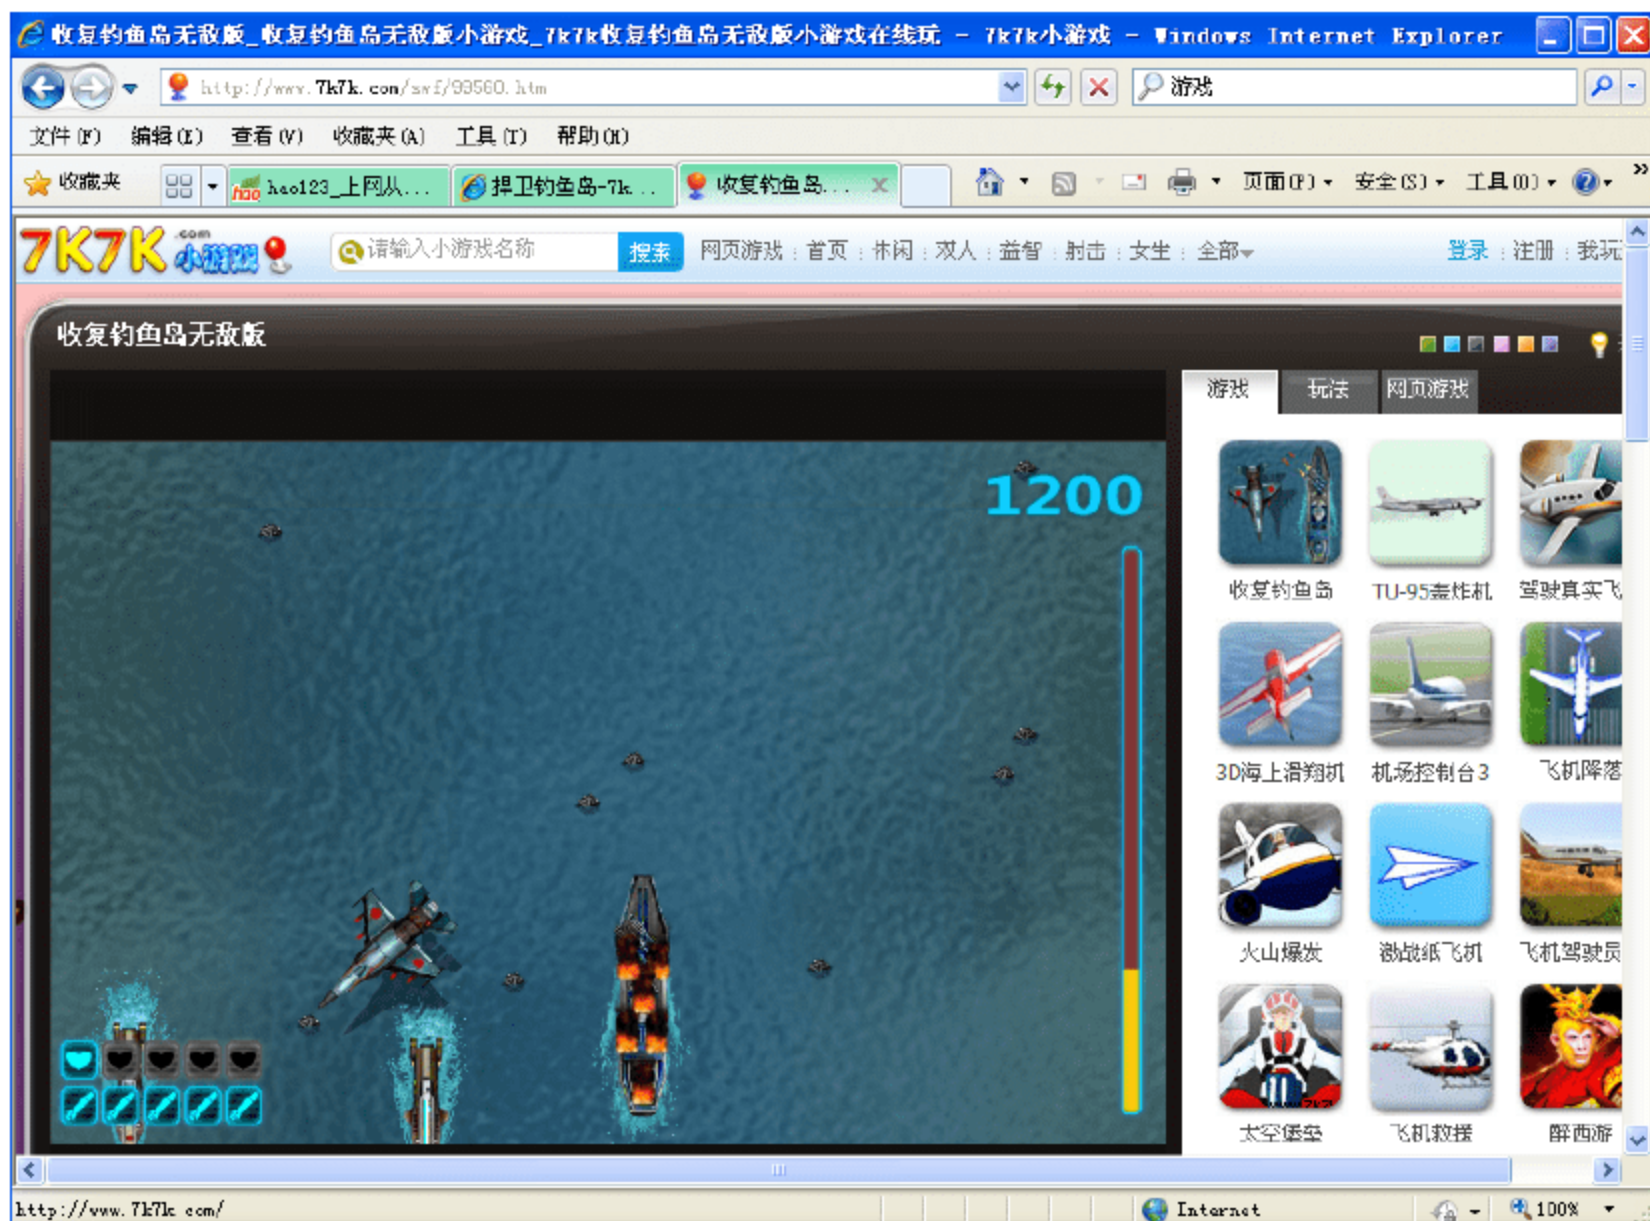 收复钓鱼岛无敌版_收复钓鱼岛无敌版小游戏_7k7k收复钓鱼岛无敌版小游戏在线玩 - 7k7k小游戏 - Windows Internet Explorer
http://www.7k7k.com/swf/99560.htm 游戏
文件(F) 编辑(E) 查看(V) 收藏夹(A) 工具(T) 帮助(H)
收藏夹 hao123_上网从... 捍卫钓鱼岛-7k... 收复钓鱼岛... 页面(P) 安全(S) 工具(O)
7K7K.com小游戏 请输入小游戏名称 搜索 网页游戏 首页 休闲 双人 益智 射击 女生 全部 登录 注册 我玩
收复钓鱼岛无敌版
游戏 玩法 网页游戏
1200
收复钓鱼岛 TU-95轰炸机 驾驶真实飞
3D海上滑翔机 机场控制台3 飞机降落
火山爆发 激战纸飞机 飞机驾驶员
太空堡垒 飞机救援 醉西游
http://www.7k7k.com/ Internet 100%